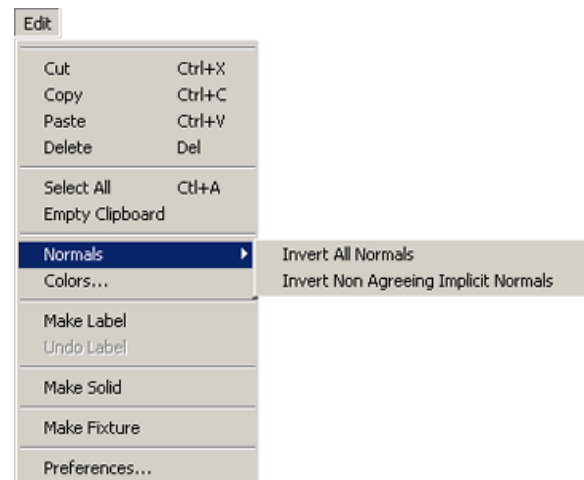 Edit
Cut Ctrl+X
Copy Ctrl+C
Paste Ctrl+V
Delete Del
Select All Ctl+A
Empty Clipboard
Normals Invert All Normals
Colors... Invert Non Agreeing Implicit Normals
Make Label
Undo Label
Make Solid
Make Fixture
Preferences...